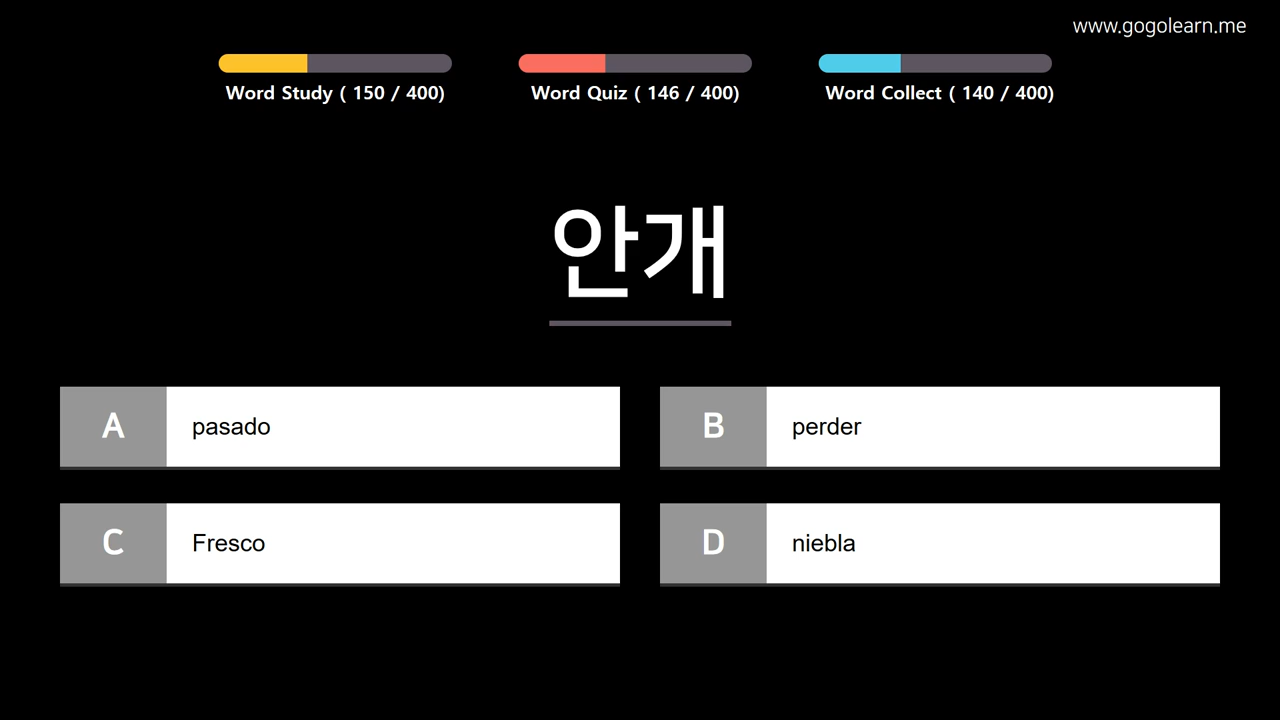 www.gogolearn.me
Word Study ( 150 / 400)
Word Quiz ( 146 / 400)
Word Collect ( 140 / 400)
안개
A pasado
B perder
C Fresco
D niebla